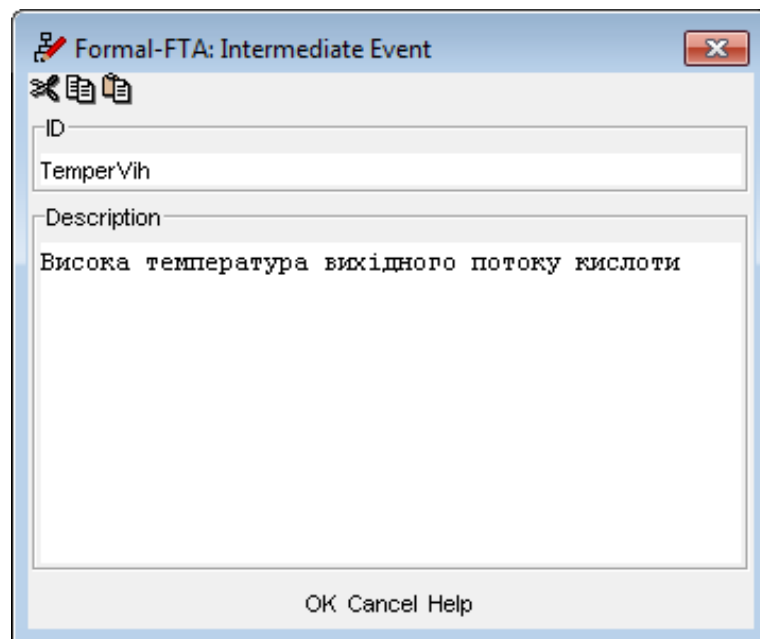 Formal-FTA: Intermediate Event
ID
TemperVih
Description
Висока температура вихідного потоку кислоти
OK Cancel Help